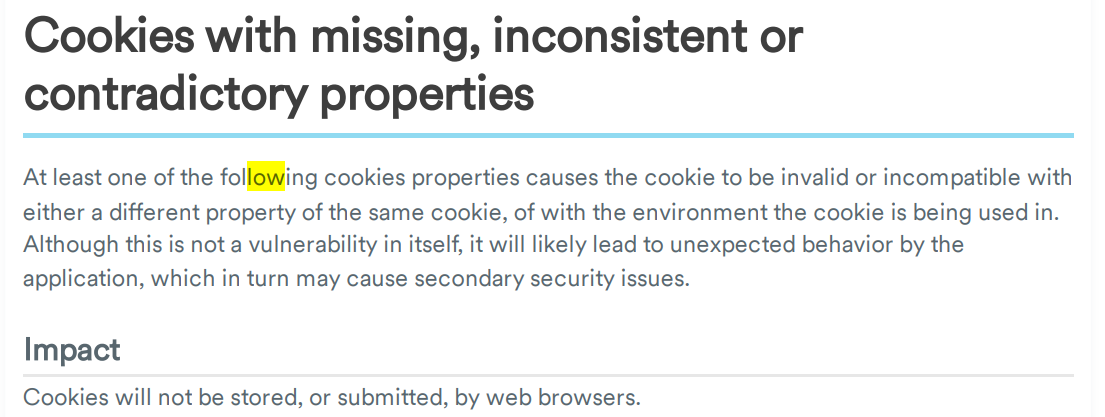 Cookies with missing, inconsistent or
contradictory properties
At least one of the following cookies properties causes the cookie to be invalid or incompatible with
either a different property of the same cookie, of with the environment the cookie is being used in.
Although this is not a vulnerability in itself, it will likely lead to unexpected behavior by the
application, which in turn may cause secondary security issues.
Impact
Cookies will not be stored, or submitted, by web browsers.